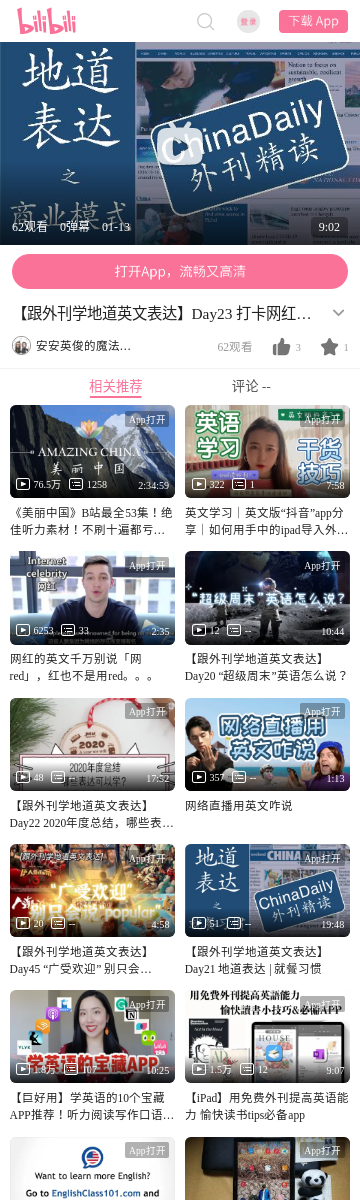 bilibili
登录
下载 App
地道
表达
之
商业模式
ChinaDaily
外刊精读
62观看 0弹幕 01-13
9:02
打开App，流畅又高清
【跟外刊学地道英文表达】Day23 打卡网红…
安安英俊的魔法…
62观看
3
1
相关推荐
评论 --
App打开
AMAZING CHINA
美丽中国
76.5万 1258 2:34:59
《美丽中国》B站最全53集！绝
佳听力素材！不刷十遍都亏…
英语
学习
干货
技巧
App打开
322 1 7:58
英文学习｜英文版“抖音”app分
享｜如何用手中的ipad导入外…
Internet
celebrity
网红
App打开
6253 33 2:35
网红的英文千万别说「网
red」，红也不是用red。。。
App打开
“超级周末”英语怎么说？
12 -- 10:44
【跟外刊学地道英文表达】
Day20 “超级周末”英语怎么说？
App打开
2020
2020年度总结
48 -- 17:52
【跟外刊学地道英文表达】
Day22 2020年度总结，哪些表…
App打开
网络直播用
英文咋说
357 -- 1:13
网络直播用英文咋说
【跟外刊学地道英文表达】
App打开
“广受欢迎”
别只会说“popular”
20 -- 4:58
【跟外刊学地道英文表达】
Day45 “广受欢迎” 别只会…
地道
表达
App打开
ChinaDaily
外刊精读
51 -- 19:48
【跟外刊学地道英文表达】
Day21 地道表达 | 就餐习惯
App打开
学英语的宝藏APP
107 10:25
【巨好用】学英语的10个宝藏
APP推荐！听力阅读写作口语…
用免費外刊提高英語能力
愉快讀書小技巧&必備APP
App打开
HOUSE
1.5万 12 9:07
【iPad】用免费外刊提高英语能
力 愉快读书tips必备app
App打开
Want to learn more English?
Go to EnglishClass101.com and
App打开